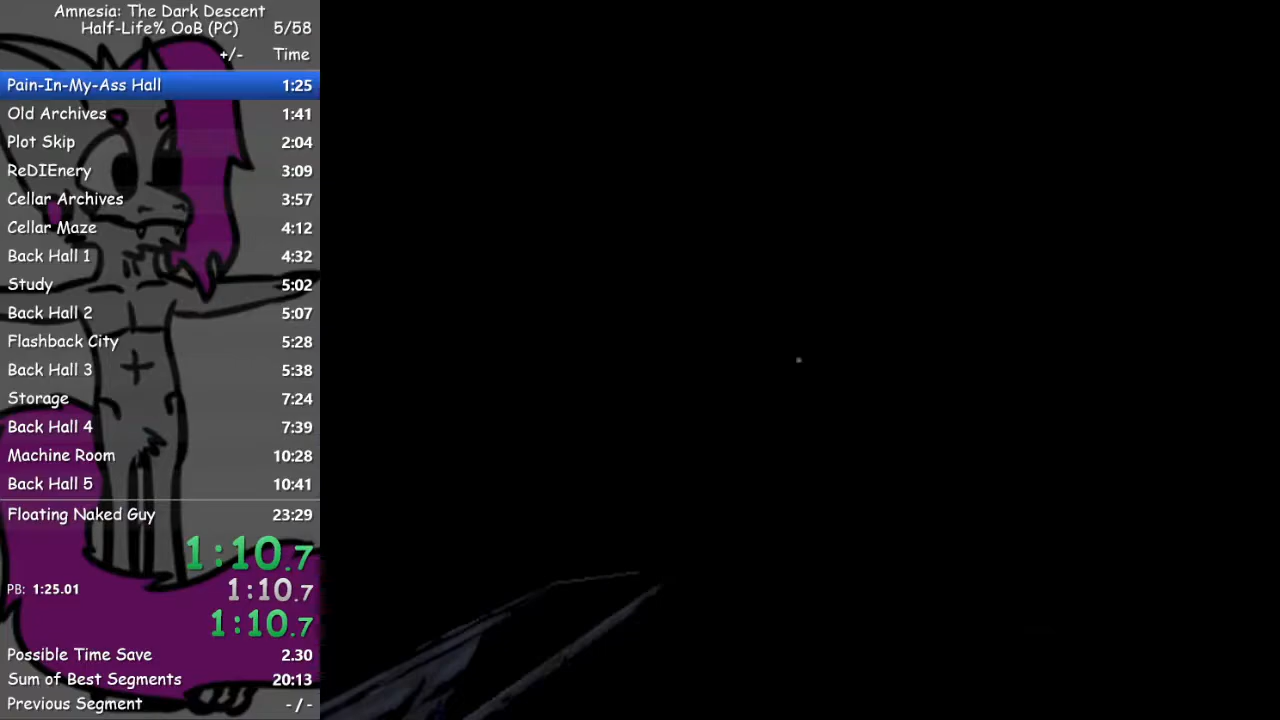 Amnesia: The Dark Descent
Half-Life% OoB (PC) 5/58
+/- Time
Pain-In-My-Ass Hall 1:25
Old Archives 1:41
Plot Skip 2:04
ReDIEnery 3:09
Cellar Archives 3:57
Cellar Maze 4:12
Back Hall 1 4:32
Study 5:02
Back Hall 2 5:07
Flashback City 5:28
Back Hall 3 5:38
Storage 7:24
Back Hall 4 7:39
Machine Room 10:28
Back Hall 5 10:41
Floating Naked Guy 23:29
1:10.7
PB: 1:25.01 1:10.7
1:10.7
Possible Time Save 2.30
Sum of Best Segments 20:13
Previous Segment -/-